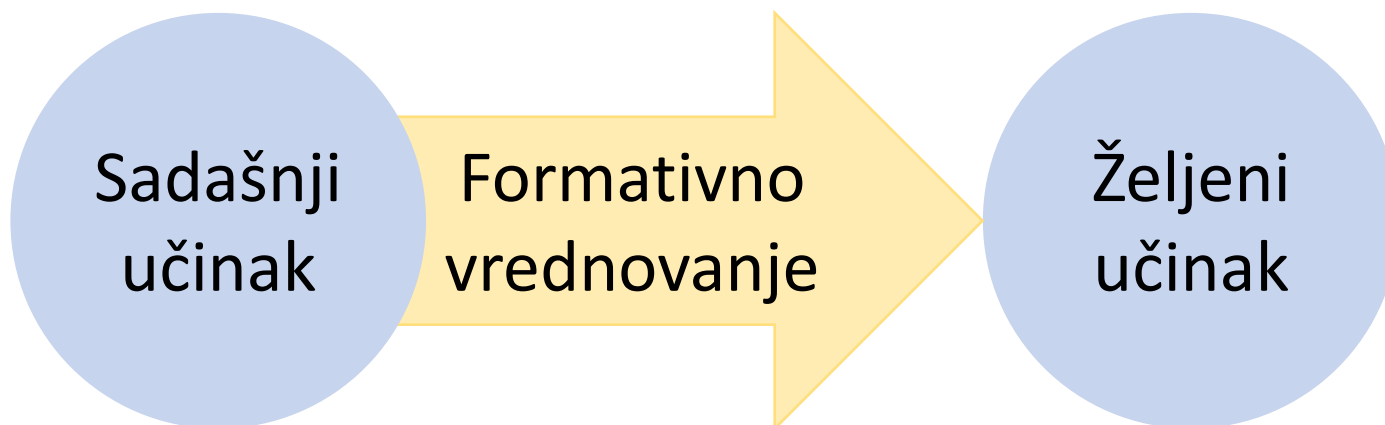 Sadašnji
učinak
Formativno
vrednovanje
Željeni
učinak